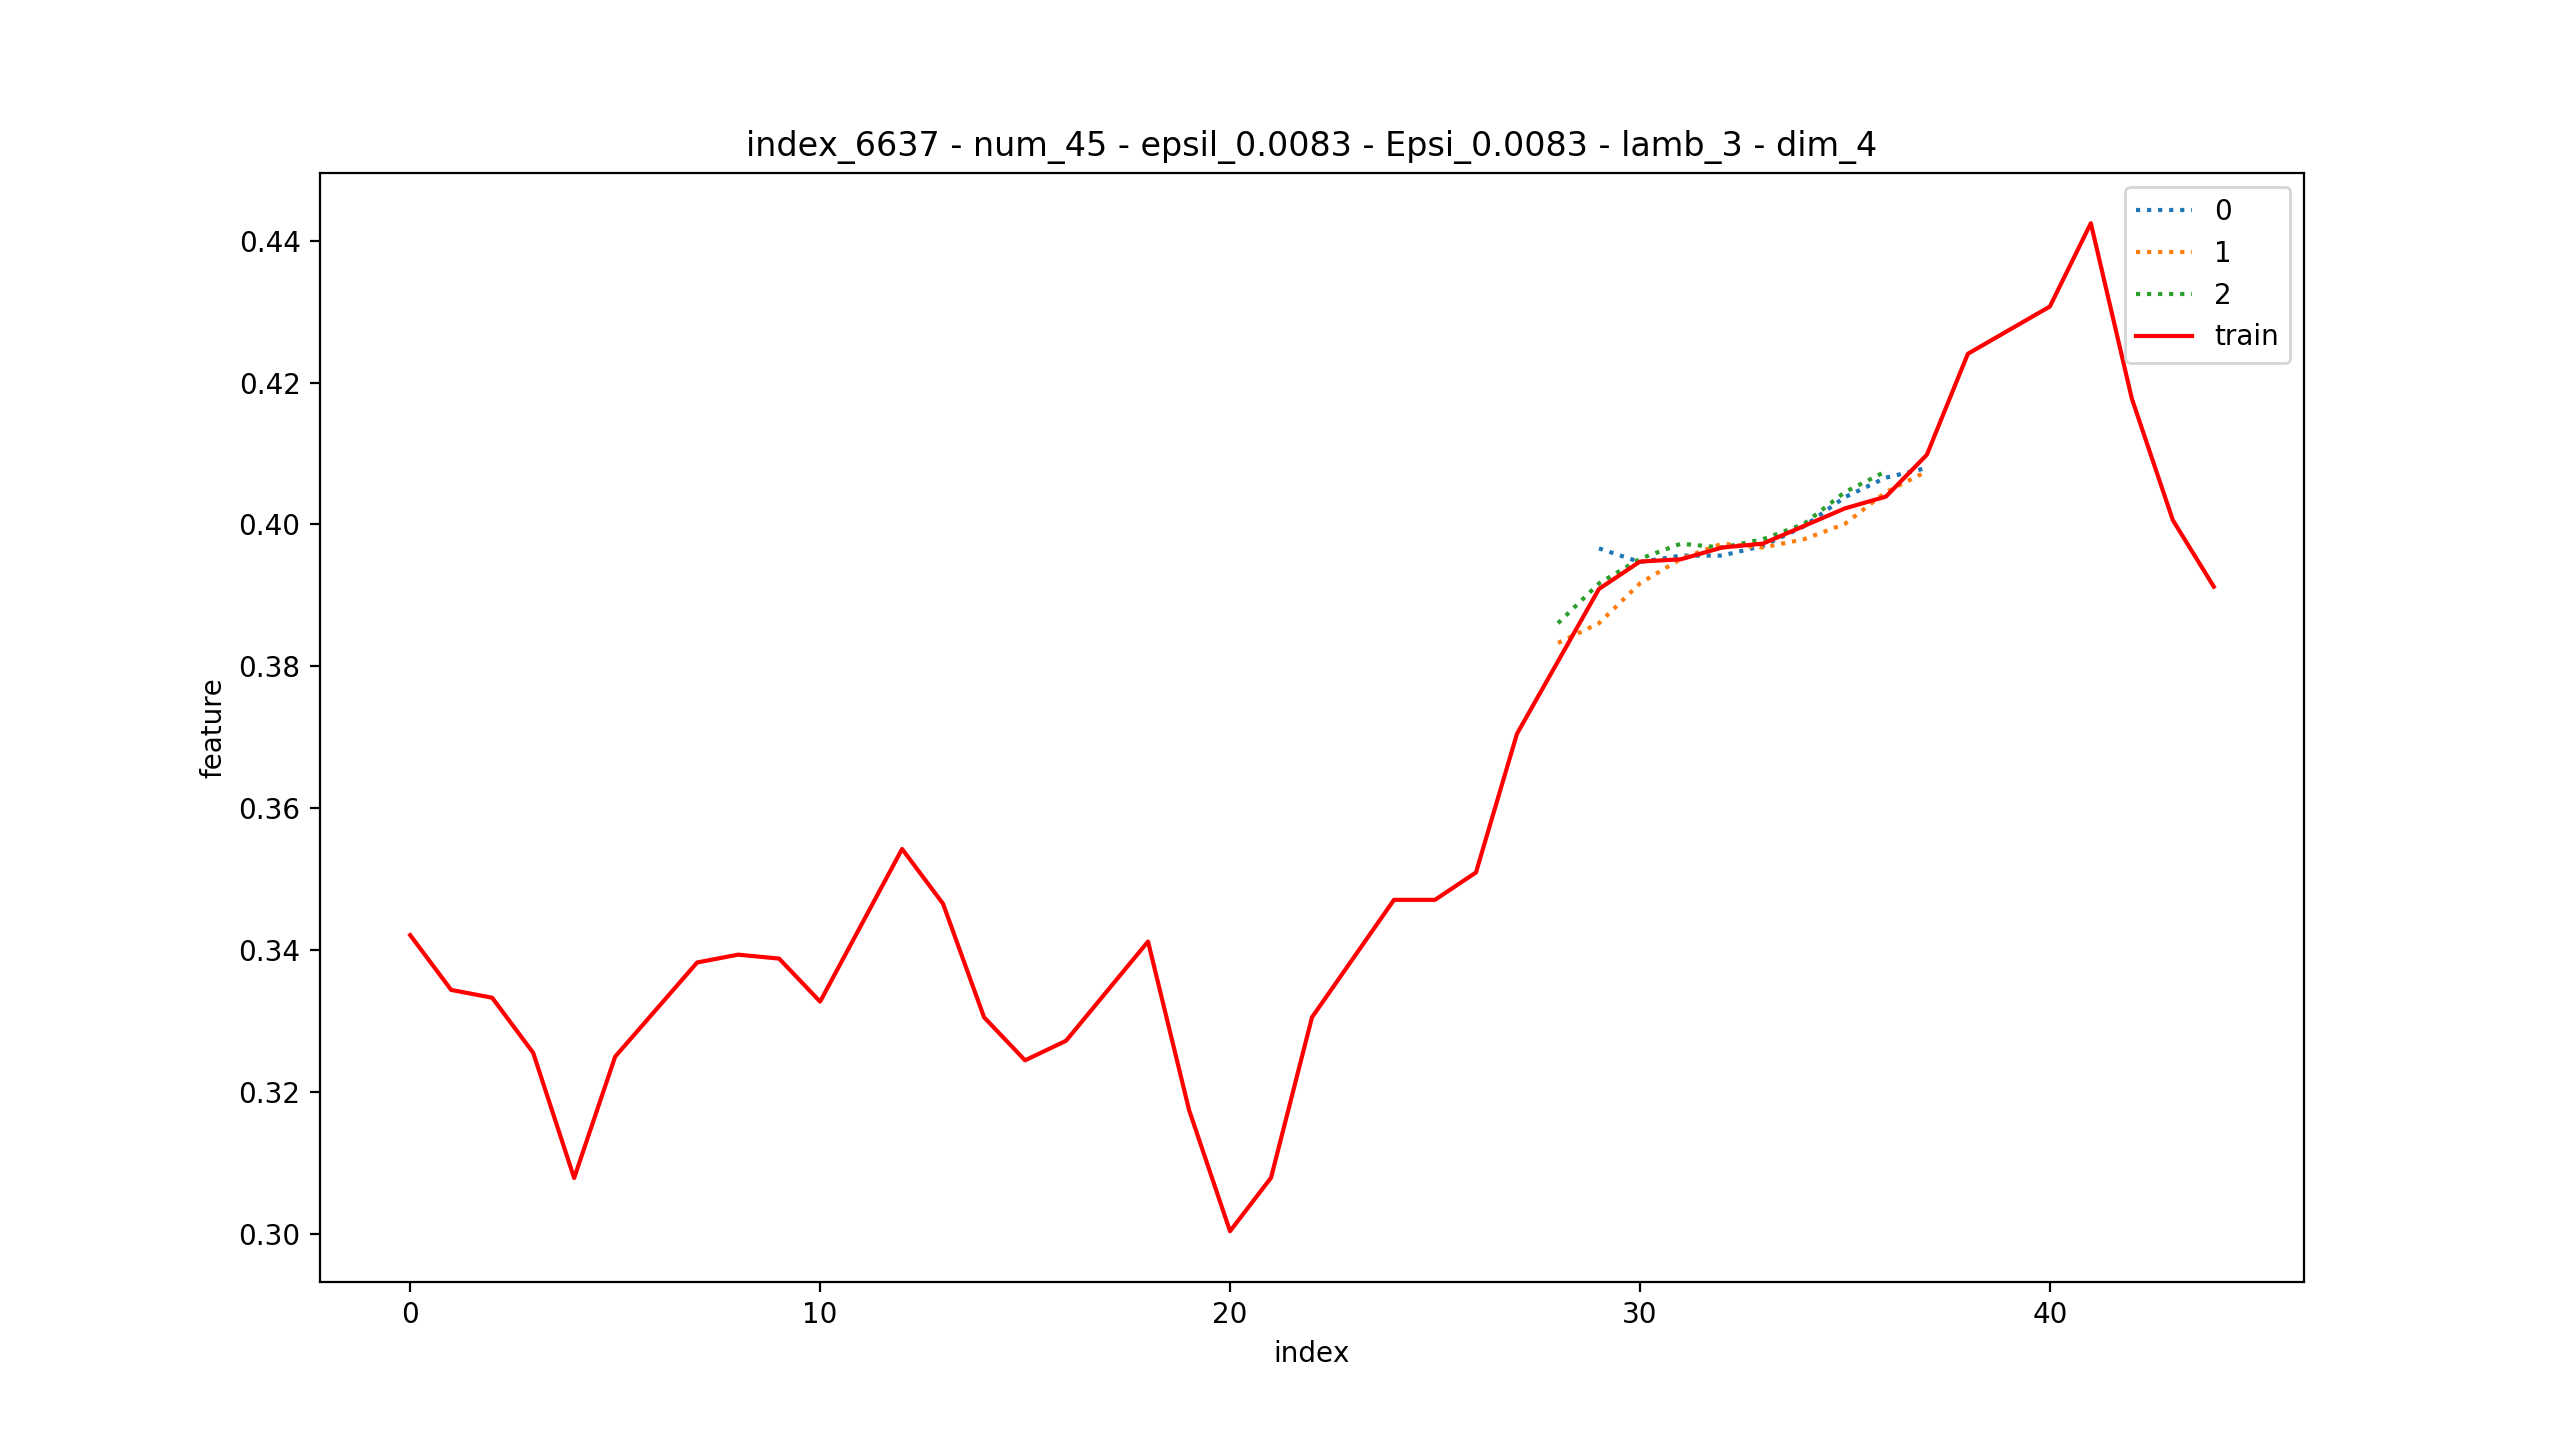 index_6637 - num_45 - epsil_0.0083 - Epsi_0.0083 - lamb_3 - dim_4
0
1
2
train
0.44
0.42
0.40
0.38
0.36
0.34
0.32
0.30
feature
0 10 20 30 40
index